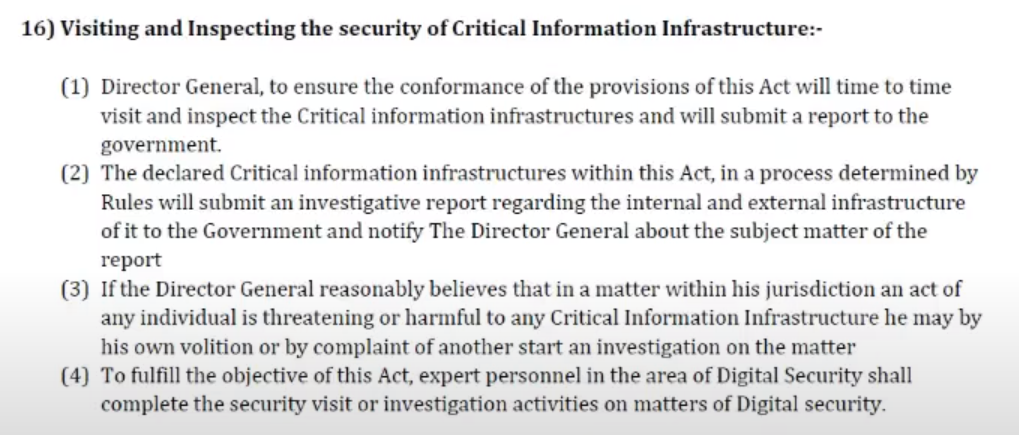 16) Visiting and Inspecting the security of Critical Information Infrastructure:-
(1) Director General, to ensure the conformance of the provisions of this Act will time to time
visit and inspect the Critical information infrastructures and will submit a report to the
government.
(2) The declared Critical information infrastructures within this Act, in a process determined by
Rules will submit an investigative report regarding the internal and external infrastructure
of it to the Government and notify The Director General about the subject matter of the
report
(3) If the Director General reasonably believes that in a matter within his jurisdiction an act of
any individual is threatening or harmful to any Critical Information Infrastructure he may by
his own volition or by complaint of another start an investigation on the matter
(4) To fulfill the objective of this Act, expert personnel in the area of Digital Security shall
complete the security visit or investigation activities on matters of Digital security.